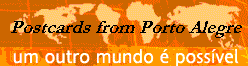 Postcards from Porto Alegre
um outro mundo é possível